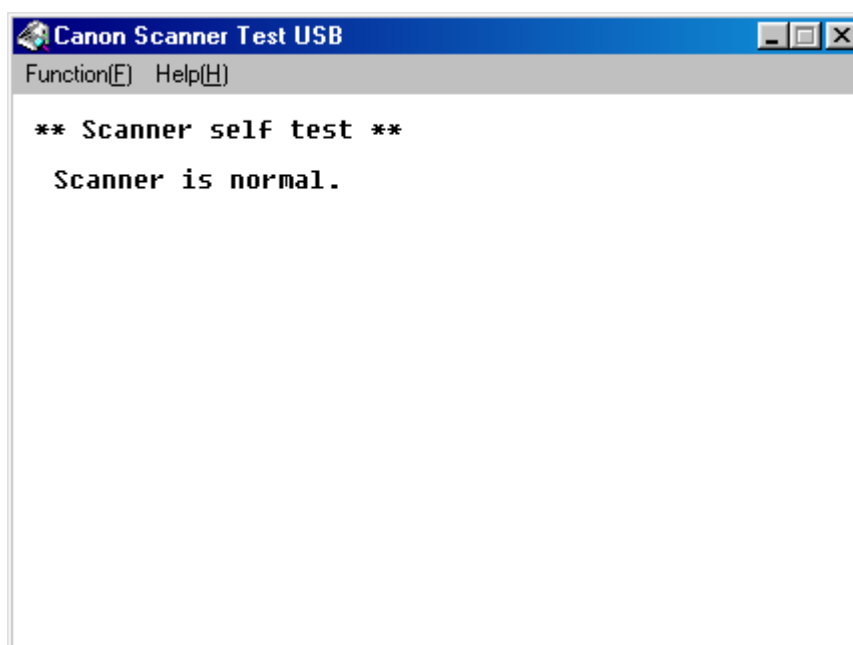 Canon Scanner Test USB
Function(F) Help(H)
** Scanner self test **
Scanner is normal.